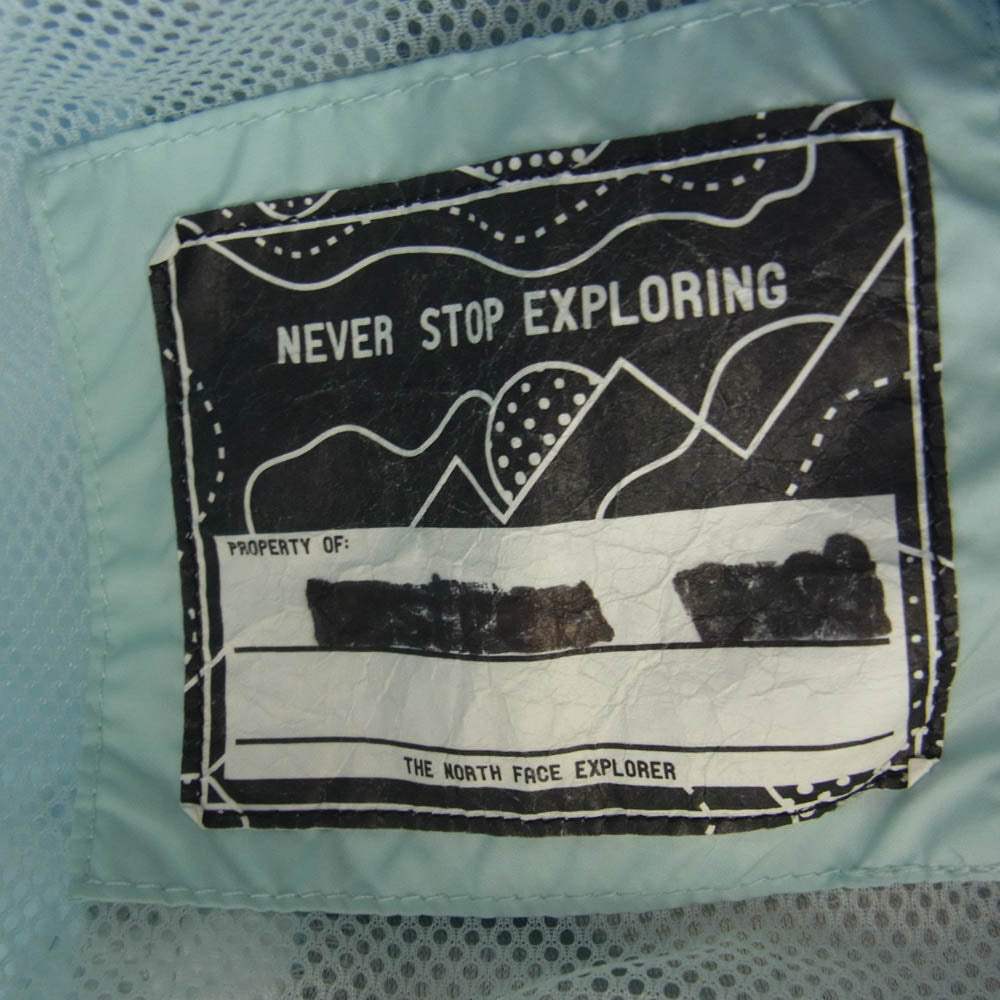 NEVER STOP EXPLORING
PROPERTY OF:
THE NORTH FACE EXPLORER